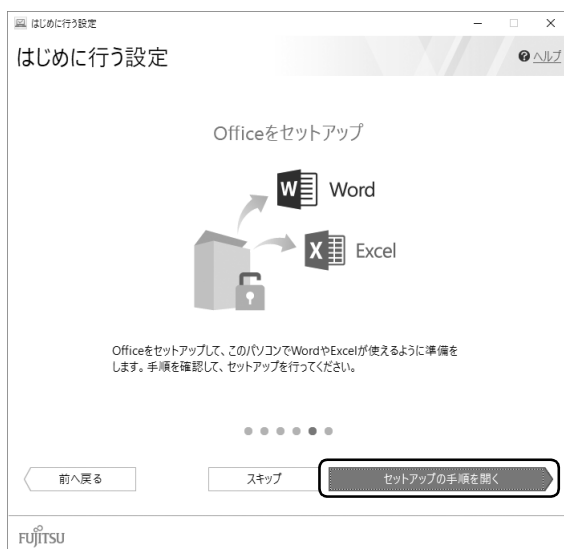 はじめに行う設定
はじめに行う設定
ヘルプ
Officeをセットアップ
W Word
X Excel
Officeをセットアップして、このパソコンでWordやExcelが使えるように準備を
します。手順を確認して、セットアップを行ってください。
前へ戻る
スキップ
セットアップの手順を開く
FUJITSU